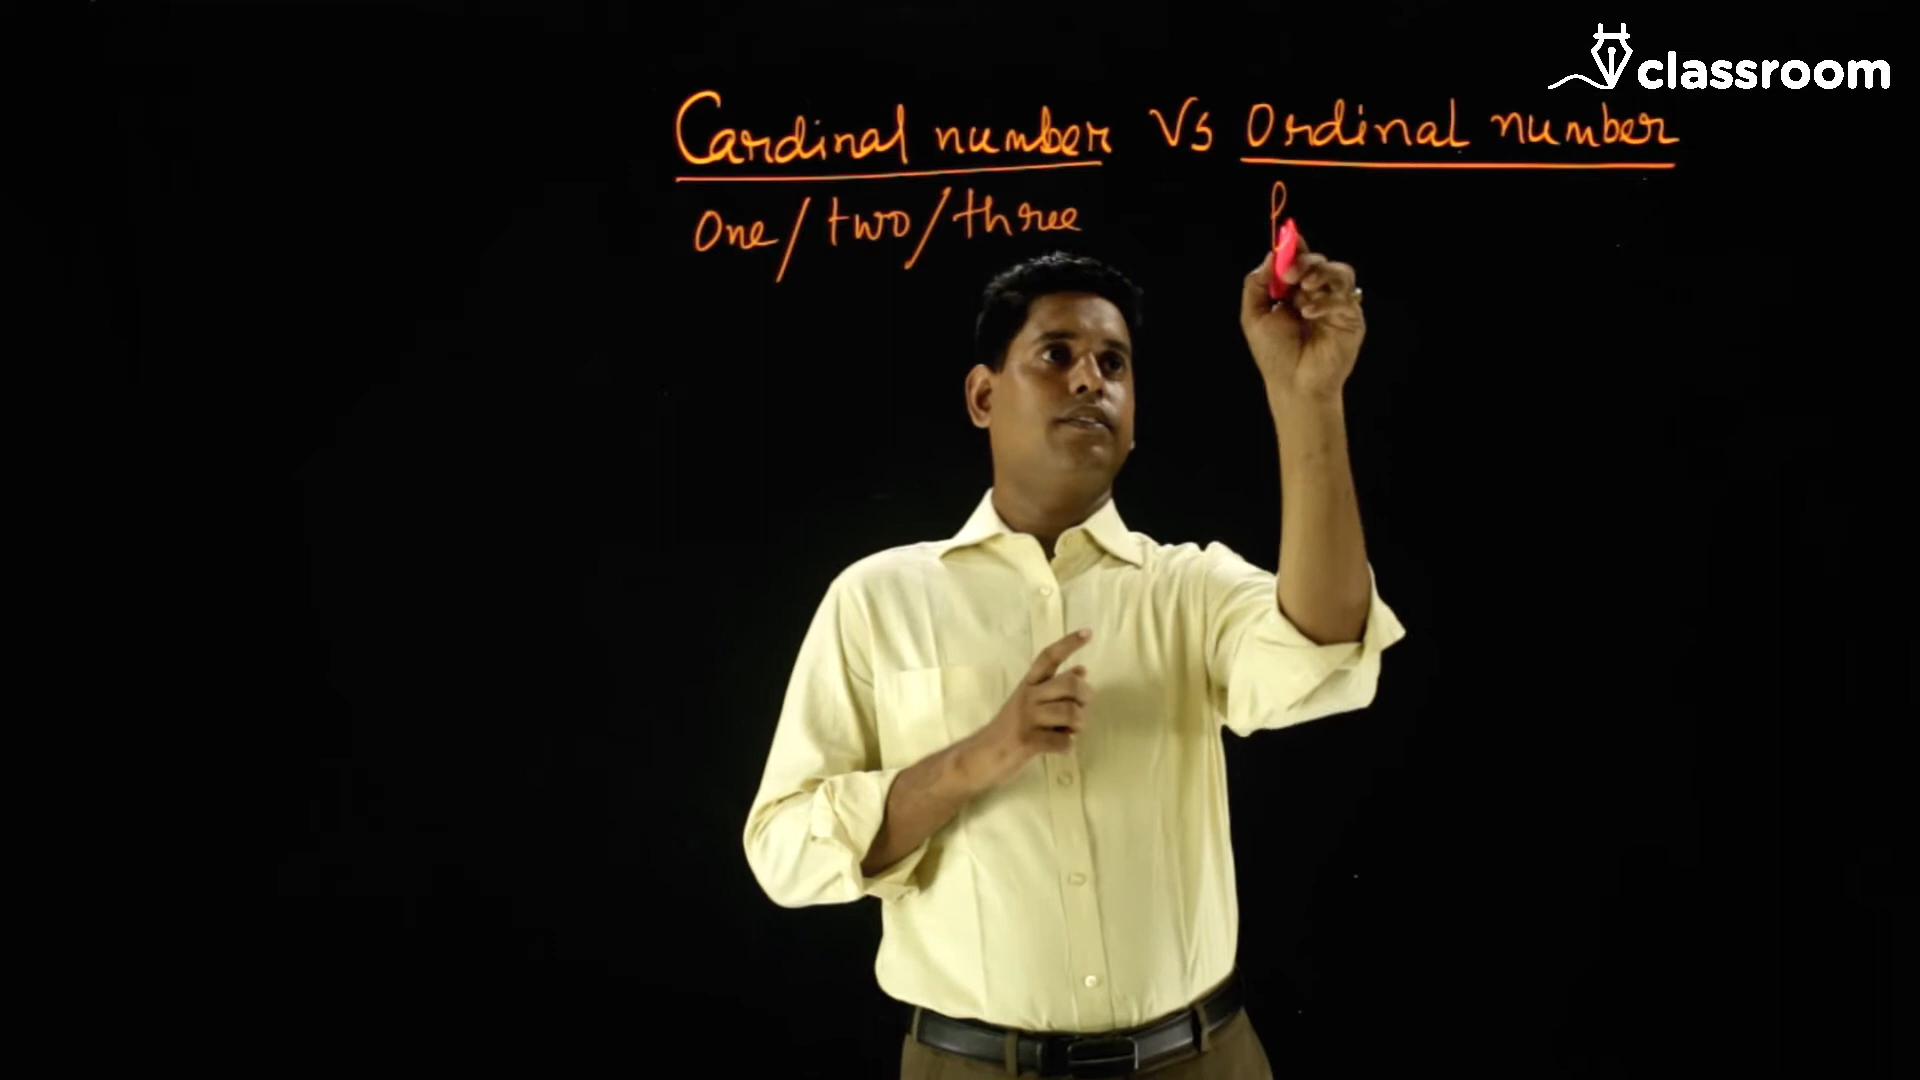 classroom
Cardinal number Vs Ordinal number
One/two/three